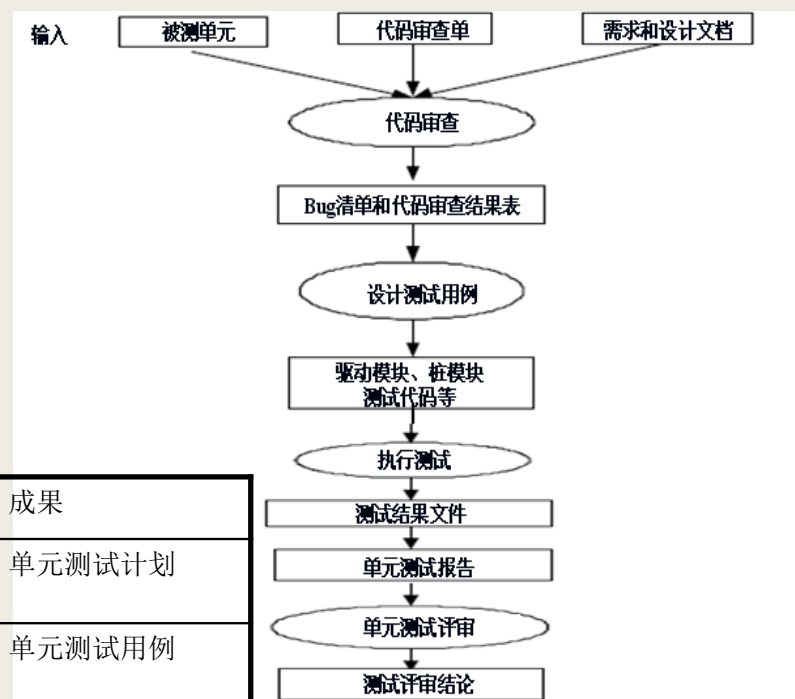 输入
被测单元
代码审查单
需求和设计文档
代码审查
Bug清单和代码审查结果表
设计测试用例
驱动模块、桩模块
测试代码等
执行测试
测试结果文件
单元测试报告
单元测试评审
测试评审结论
成果
单元测试计划
单元测试用例